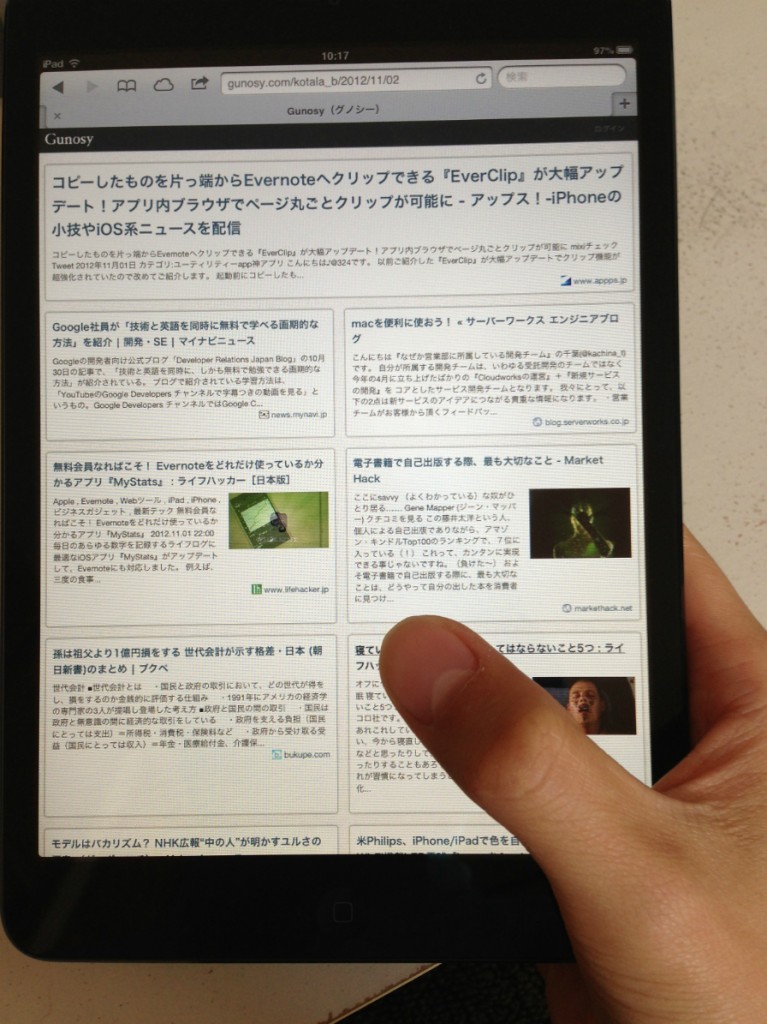 iPad
10:17
97%
gunosy.com/kotala_b/2012/11/02
検索
Gunosy（グノシー）
Gunosy
ログイン
コピーしたものを片っ端からEvernoteへクリップできる『EverClip』が大幅アップ
デート！アプリ内ブラウザでページ丸ごとクリップが可能に - アップス！-iPhoneの
小技やiOS系ニュースを配信
コピーしたものを片っ端からEvernoteへクリップできる『EverClip』が大幅アップデート！アプリ内ブラウザでページ丸ごとクリップが可能に mixiチェック
Tweet 2012年11月01日 カテゴリ:ユーティリティーapp神アプリ こんにちは♪@324です。 以前ご紹介した『EverClip』が大幅アップデートでクリップ機能が
超強化されていたので改めてご紹介します。 起動前にコピーしたも...
www.appps.jp
Google社員が「技術と英語を同時に無料で学べる画期的な
方法」を紹介 | 開発・SE | マイナビニュース
Googleの開発者向け公式ブログ「Developer Relations Japan Blog」の10月
30日の記事で、「技術と英語を同時に、しかも無料で勉強できる画期的な
方法」が紹介されている。 ブログで紹介されている学習方法は、
「YouTubeのGoogle Developers チャンネルで字幕つきの動画を見る」と
いうもの。Google Developers チャンネルではGoogle C...
news.mynavi.jp
macを便利に使おう！ « サーバーワークス エンジニアブロ
グ
こんにちは『なぜか営業部に所属している開発チーム』の千葉(@kachina_t)
です。 自分が所属する開発チームは、いわゆる受託開発のチームではなく
今年の4月に立ち上げたばかりの『Cloudworksの運営』＋『新規サービス
の開発』を コアとしたサービス開発チームとなります。 我々にとって、以
下の2点は新サービスのアイデアにつながる貴重な情報になります。 ・営業
チームがお客様から頂くフィードバッ...
blog.serverworks.co.jp
無料会員なればこそ！ Evernoteをどれだけ使っているか分
かるアプリ『MyStats』 : ライフハッカー［日本版］
Apple , Evernote , Webツール , iPad , iPhone ,
ビジネスガジェット , 最新テック 無料会員な
ればこそ！ Evernoteをどれだけ使っているか
分かるアプリ『MyStats』 2012.11.01 22:00
毎日のあらゆる数字を記録するライフログに
最適なiOSアプリ『MyStats』がアップデート
して、Evernoteにも対応しました。 例えば、
三度の食事...
www.lifehacker.jp
電子書籍で自己出版する際、最も大切なこと - Market
Hack
ここにsavvy （よくわかっている）な奴がひ
とり居る…… Gene Mapper (ジーン・マッパ
ー) クチコミを見る この藤井太洋という人、
個人による自己出版でありながら、アマゾ
ン・キンドルTop100のランキングで、７位に
入っている（！） これって、カンタンに実現
できる事じゃないですね。（負けた〜） およ
そ電子書籍で自己出版する際に、最も大切な
ことは、どうやって自分の出した本を消費者
に見つけ...
markethack.net
孫は祖父より1億円損をする 世代会計が示す格差・日本 (朝
日新書)のまとめ | ブクペ
世代会計 ■世代会計とは ・国民と政府の取引において、どの世代が得を
し、損をするのか金銭的に評価する仕組み ・1991年にアメリカの経済学
の専門家の3人が提唱し登場した考え方 ■政府と国民の間の取引 ・国民は
政府と無意識の間に経済的な取引をしている ・政府を支える負担（国民
にとっては支出）＝所得税・消費税・保険料など ・政府から受け取る受
益（国民にとっては収入）＝年金・医療給付金、介護保...
bukupe.com
寝てい てはならないこと5つ : ライ
フハッ
オフに
眠 寝て
いこと5つ
コロ社です。
あれこれしてい
い、今から寝直し
などと思ったりして
ったりすることもあろ
れが習慣になってしまう
化...
モデルはバカリズム？ NHK広報“中の人”が明かすユルさの
米Philips、iPhone/iPadで色を自